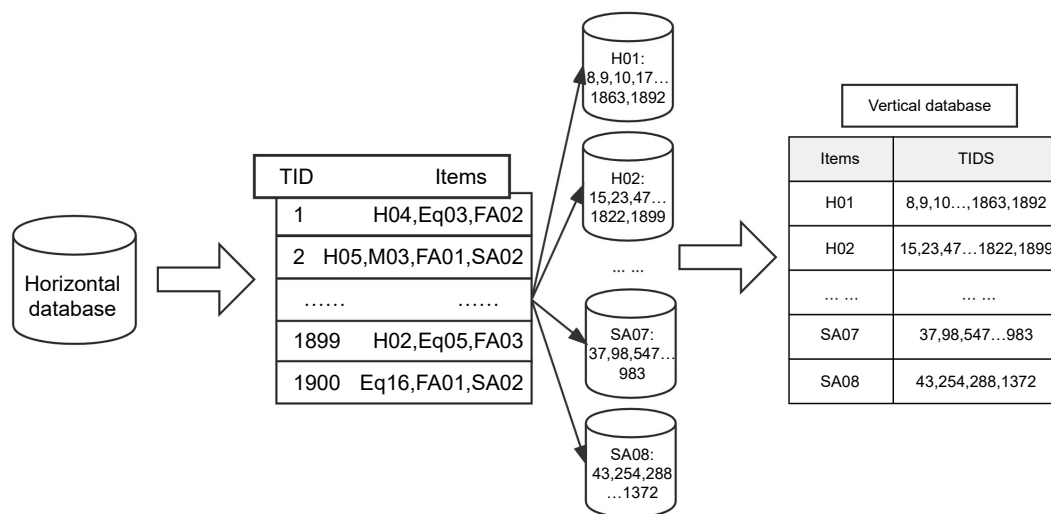 Horizontal
database
TID Items
1 H04,Eq03,FA02
2 H05,M03,FA01,SA02
…… ……
1899 H02,Eq05,FA03
1900 Eq16,FA01,SA02
H01:
8,9,10,17…
1863,1892
H02:
15,23,47…
1822,1899
... ...
SA07:
37,98,547…
983
SA08:
43,254,288
…1372
Vertical database
Items TIDS
H01 8,9,10…,1863,1892
H02 15,23,47…1822,1899
... ... ... ...
SA07 37,98,547…983
SA08 43,254,288,1372